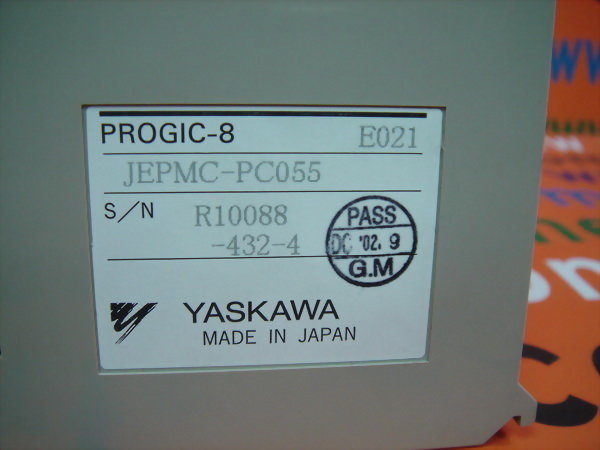 PROGIC-8 E021
JEPMC-PC055
S/N R10088
-432-4
PASS
DC '02. 9
G.M
YASKAWA
MADE IN JAPAN